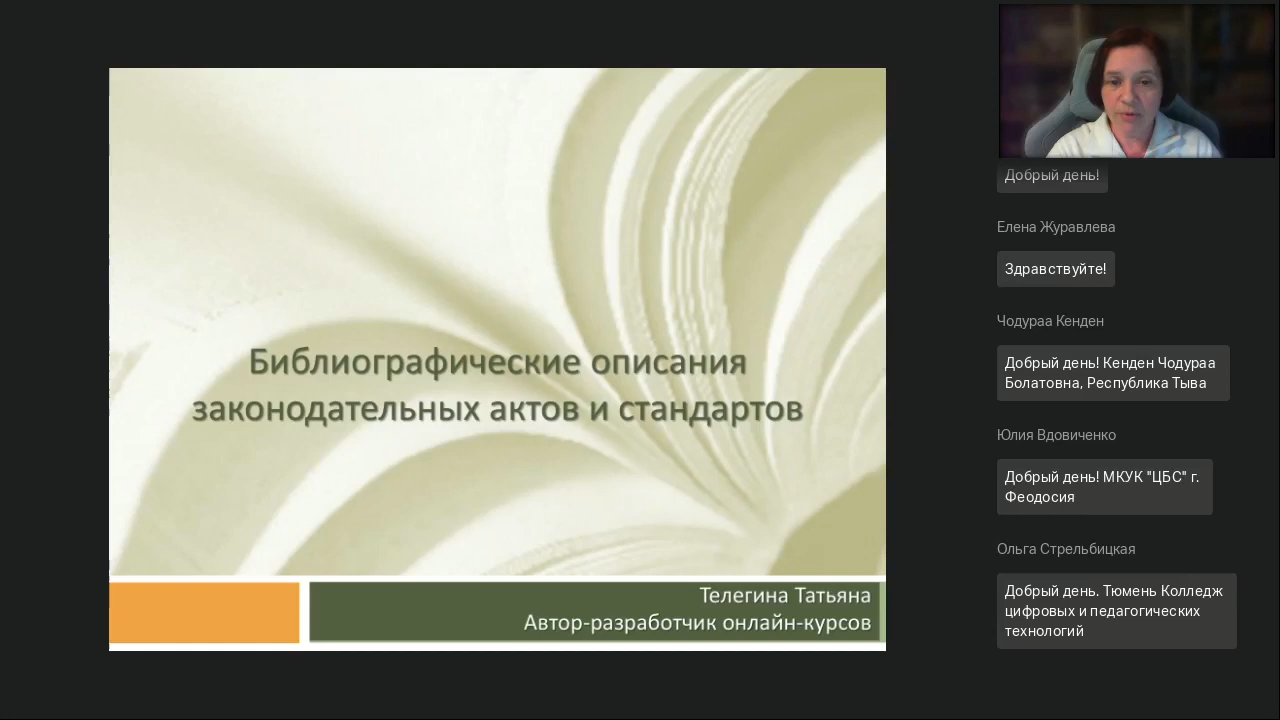 Библиографические описания
законодательных актов и стандартов
Телегина Татьяна
Автор-разработчик онлайн-курсов
Добрый день!
Елена Журавлева
Здравствуйте!
Чодураа Кенден
Добрый день! Кенден Чодураа
Болатовна, Республика Тыва
Юлия Вдовиченко
Добрый день! МКУК "ЦБС" г.
Феодосия
Ольга Стрельбицкая
Добрый день. Тюмень Колледж
цифровых и педагогических
технологий